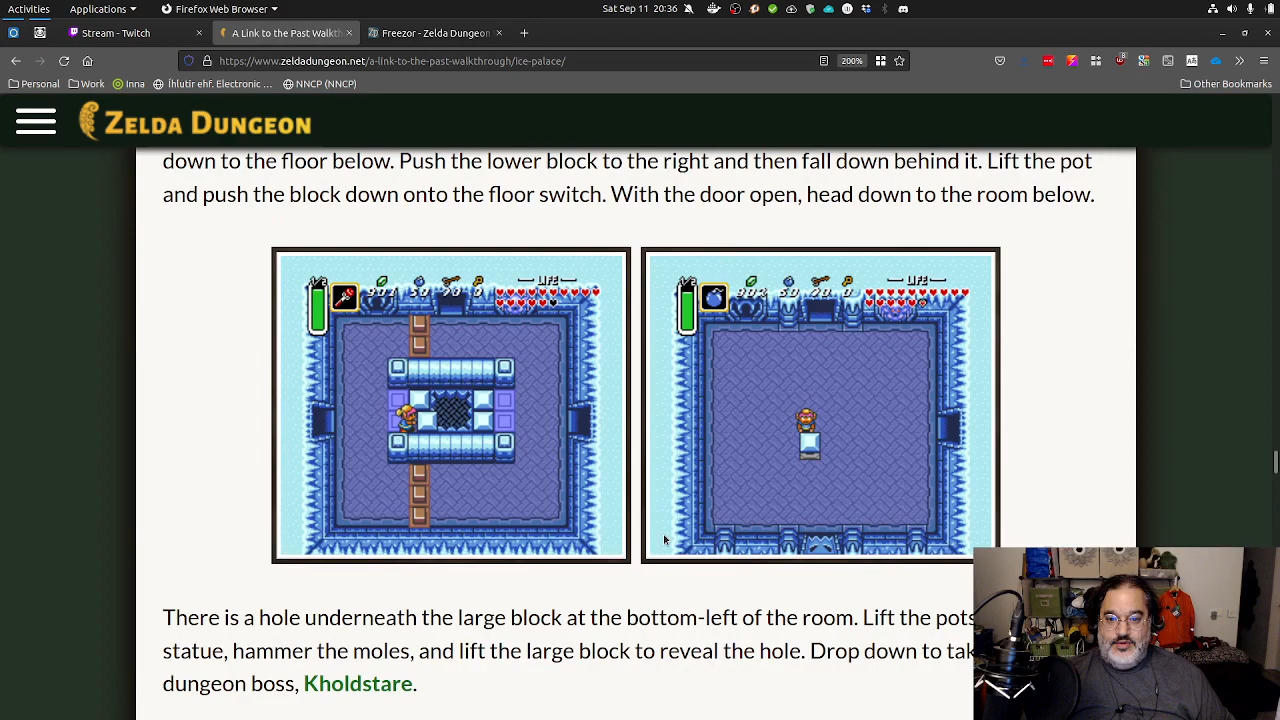 Activities Applications Firefox Web Browser Sat Sep 11 20:36
Stream - Twitch A Link to the Past Walkth Freezor - Zelda Dungeon
https://www.zeldadungeon.net/a-link-to-the-past-walkthrough/ice-palace/ 200%
Personal Work Inna Íhlutir ehf. Electronic ... NNCP (NNCP) Other Bookmarks
ZELDA DUNGEON
down to the floor below. Push the lower block to the right and then fall down behind it. Lift the pot
and push the block down onto the floor switch. With the door open, head down to the room below.
LIFE LIFE
There is a hole underneath the large block at the bottom-left of the room. Lift the pots
statue, hammer the moles, and lift the large block to reveal the hole. Drop down to tak
dungeon boss, Kholdstare.